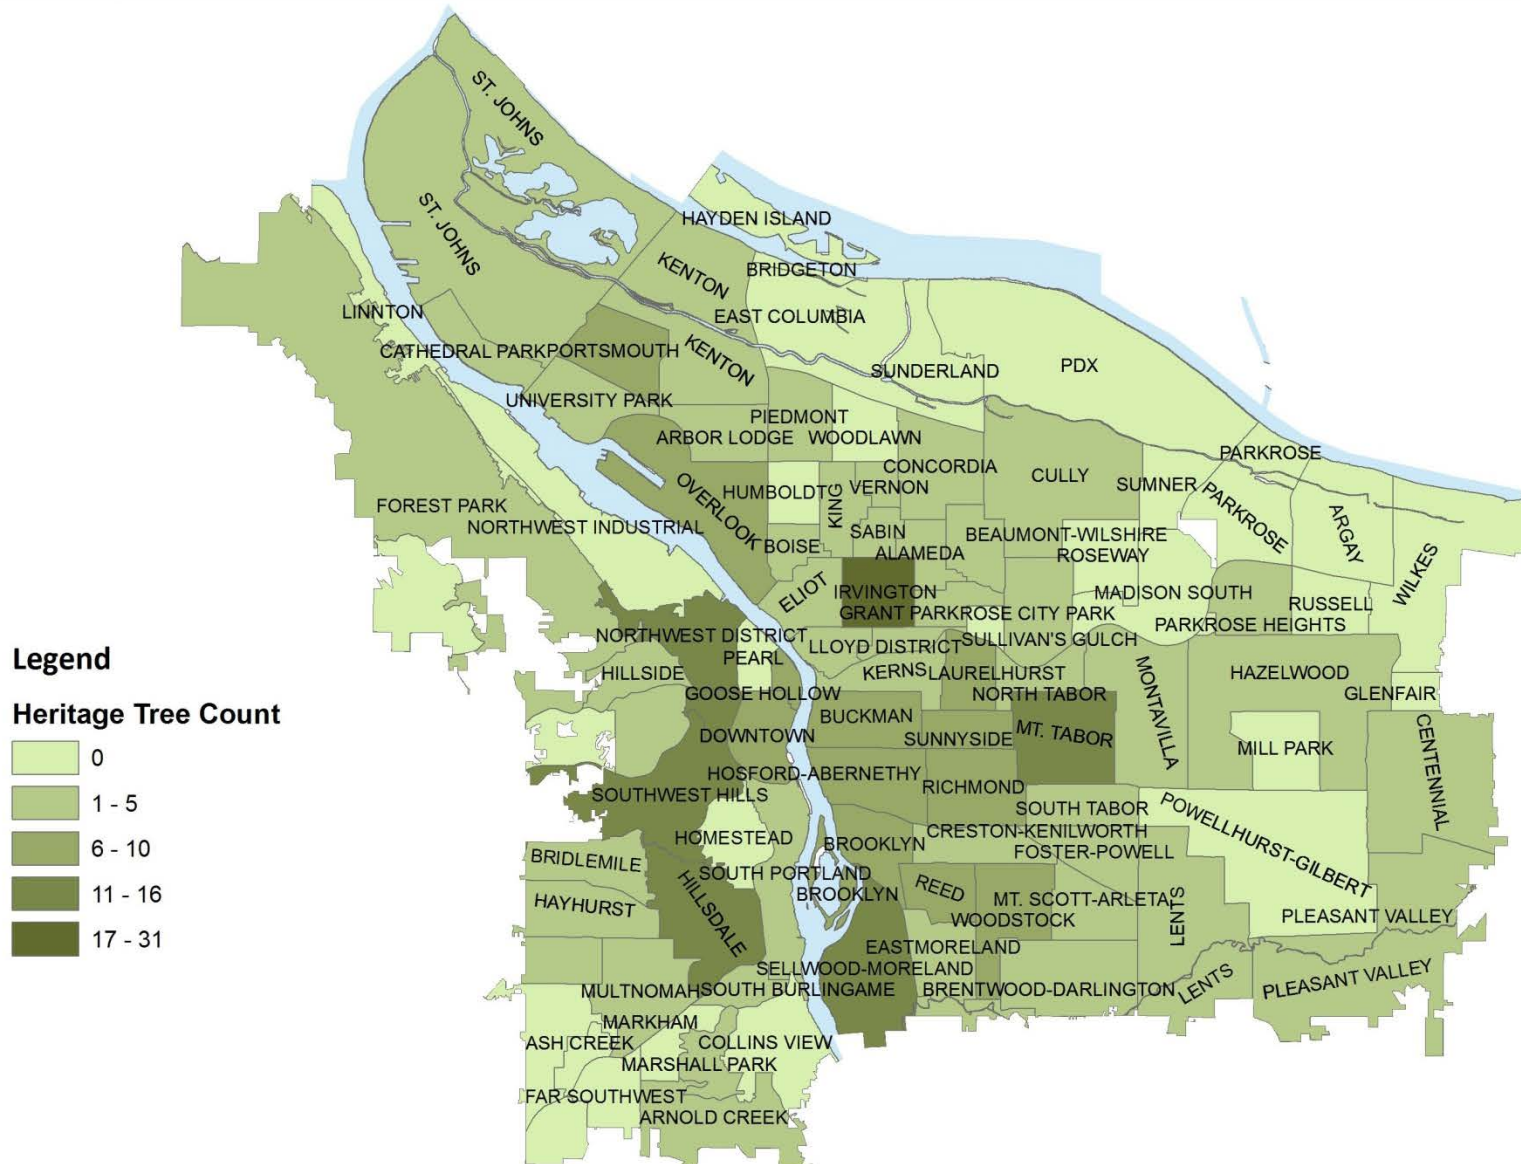 ST. JOHNS
ST. JOHNS
HAYDEN ISLAND
KENTON
BRIDGETON
LINNTON
EAST COLUMBIA
CATHEDRAL PARK
PORTSMOUTH
KENTON
SUNDERLAND
PDX
UNIVERSITY PARK
PIEDMONT
ARBOR LODGE
WOODLAWN
PARKROSE
CONCORDIA
CULLY
SUMNER
FOREST PARK
NORTHWEST INDUSTRIAL
OVERLOOK
HUMBOLDT
KING
VERNON
PARKROSE
ARGAY
BOISE
SABIN
ALAMEDA
BEAUMONT-WILSHIRE
ROSEWAY
WILKES
ELIOT
IRVINGTON
MADISON SOUTH
RUSSELL
GRANT PARK
ROSE CITY PARK
PARKROSE HEIGHTS
NORTHWEST DISTRICT
LLOYD DISTRICT
SULLIVAN'S GULCH
PEARL
HILLSIDE
KERNS
LAURELHURST
HAZELWOOD
GOOSE HOLLOW
NORTH TABOR
MONTAVILLA
GLENFAIR
BUCKMAN
DOWNTOWN
SUNNYSIDE
MT. TABOR
MILL PARK
CENTENNIAL
HOSFORD-ABERNETHY
RICHMOND
SOUTHWEST HILLS
SOUTH TABOR
POWELLHURST-GILBERT
HOMESTEAD
BROOKLYN
CRESTON-KENILWORTH
FOSTER-POWELL
BRIDLEMILE
SOUTH PORTLAND
BROOKLYN
REED
MT. SCOTT-ARLETA
HAYHURST
HILLSDALE
WOODSTOCK
LENTS
PLEASANT VALLEY
EASTMORELAND
SELLWOOD-MORELAND
MULTNOMAH
SOUTH BURLINGAME
BRENTWOOD-DARLINGTON
LENTS
PLEASANT VALLEY
MARKHAM
ASH CREEK
COLLINS VIEW
MARSHALL PARK
FAR SOUTHWEST
ARNOLD CREEK
Legend
Heritage Tree Count
0
1 - 5
6 - 10
11 - 16
17 - 31